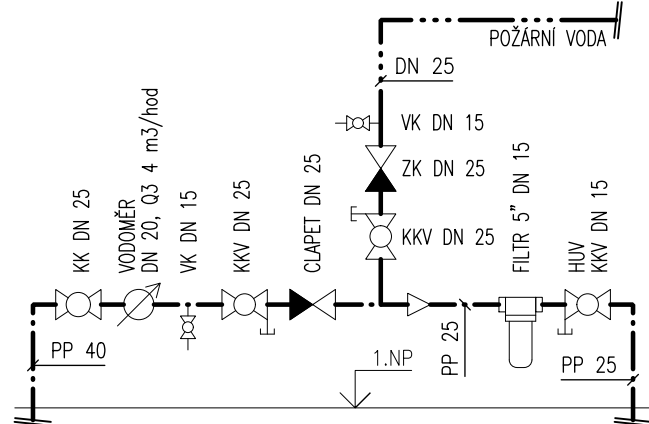 POŽÁRNÍ VODA
DN 25
VK DN 15
ZK DN 25
KKV DN 25
KK DN 25
VODOMĚR
DN 20, Q3 4 m3/hod
VK DN 15
KKV DN 25
CLAPET DN 25
FILTR 5" DN 15
HUV
KKV DN 15
PP 40
1.NP
PP 25
PP 25